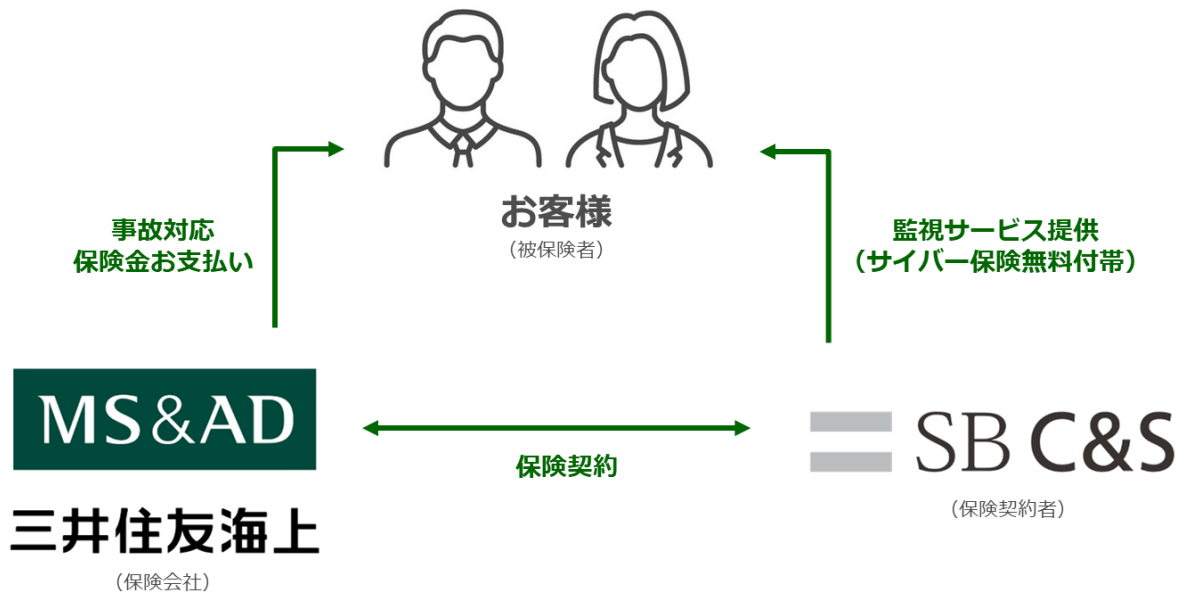 お客様
（被保険者）
事故対応
保険金お支払い
監視サービス提供
（サイバー保険無料付帯）
MS&AD
三井住友海上
（保険会社）
保険契約
SB C&S
（保険契約者）